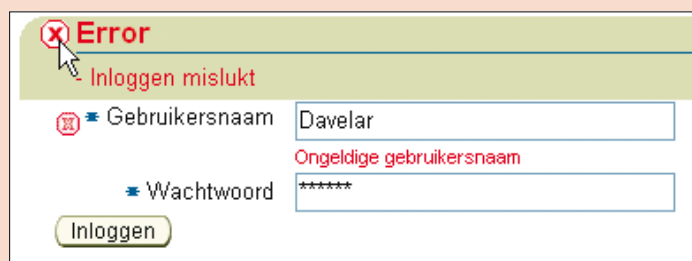 Error
- Inloggen mislukt
* Gebruikersnaam Davelar
Ongeldige gebruikersnaam
* Wachtwoord ******
Inloggen